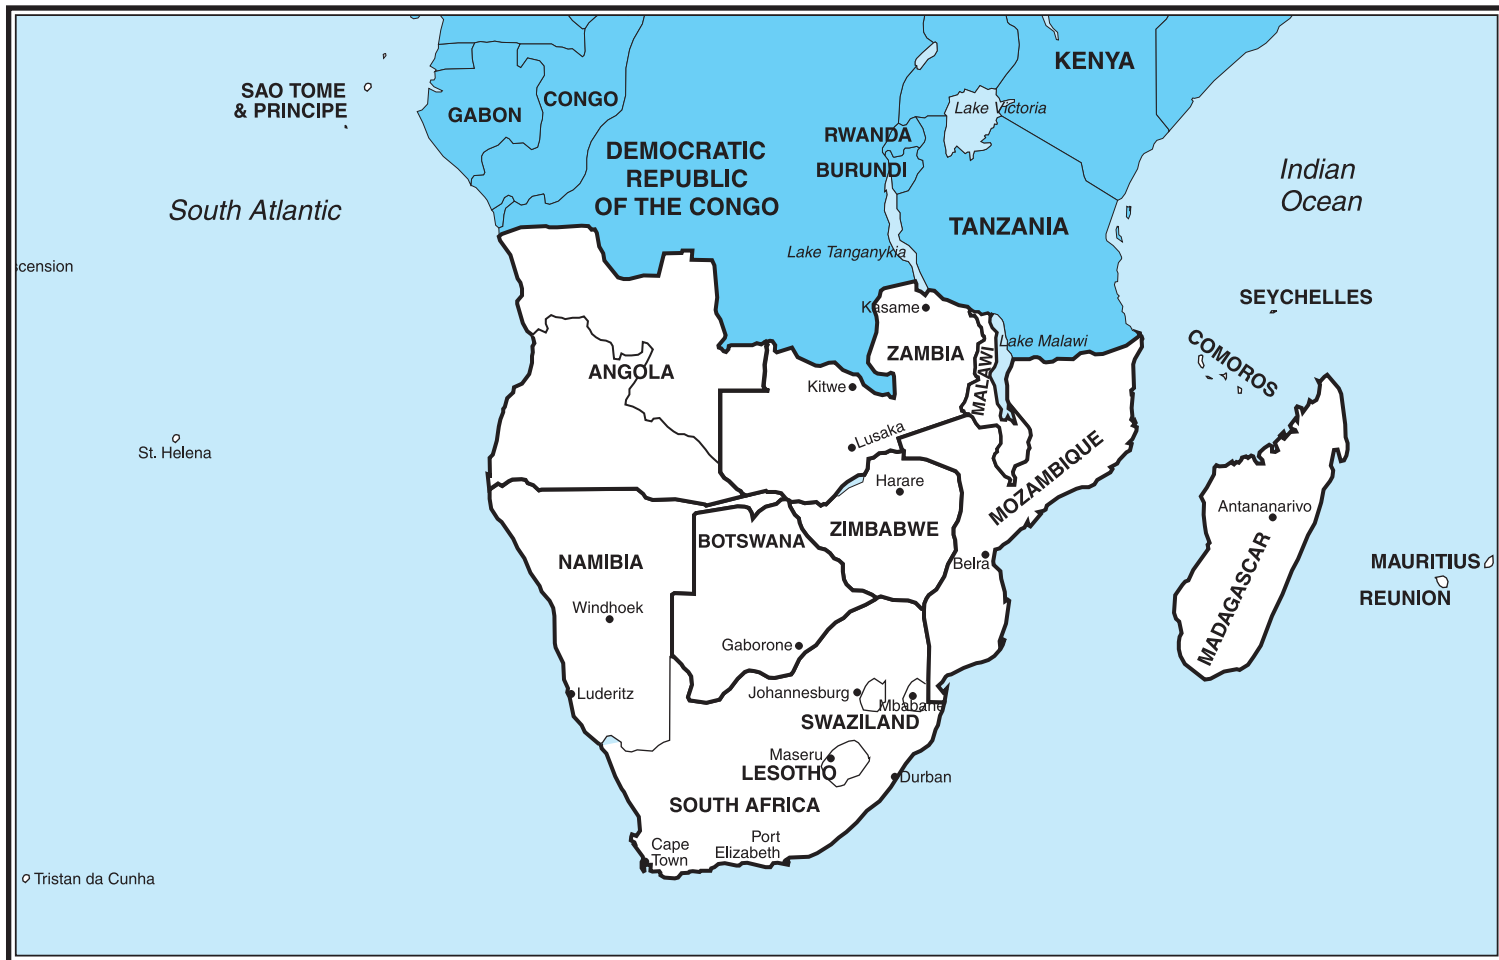 KENYA
SAO TOME
& PRINCIPE
GABON
CONGO
Lake Victoria
RWANDA
BURUNDI
DEMOCRATIC
REPUBLIC
OF THE CONGO
Indian
Ocean
South Atlantic
TANZANIA
Lake Tanganykia
scension
SEYCHELLES
Kasame
Lake Malawi
ZAMBIA
COMOROS
MALAWI
ANGOLA
Kitwe
Lusaka
St. Helena
MOZAMBIQUE
Harare
Antananarivo
ZIMBABWE
BOTSWANA
NAMIBIA
Belra
MAURITIUS
REUNION
MADAGASCAR
Windhoek
Gaborone
Luderitz
Johannesburg
Mbabane
SWAZILAND
Maseru
LESOTHO
Durban
SOUTH AFRICA
Cape
Town
Port
Elizabeth
Tristan da Cunha